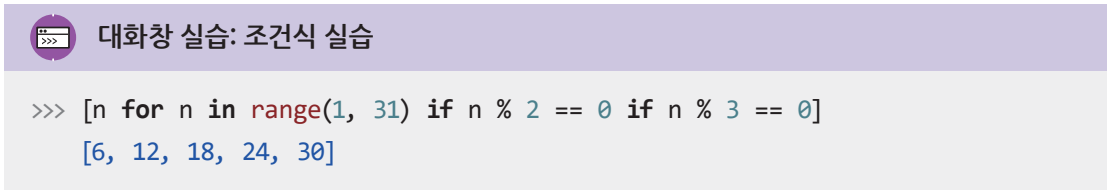 대화창 실습: 조건식 실습
>>> [n for n in range(1, 31) if n % 2 == 0 if n % 3 == 0]
[6, 12, 18, 24, 30]